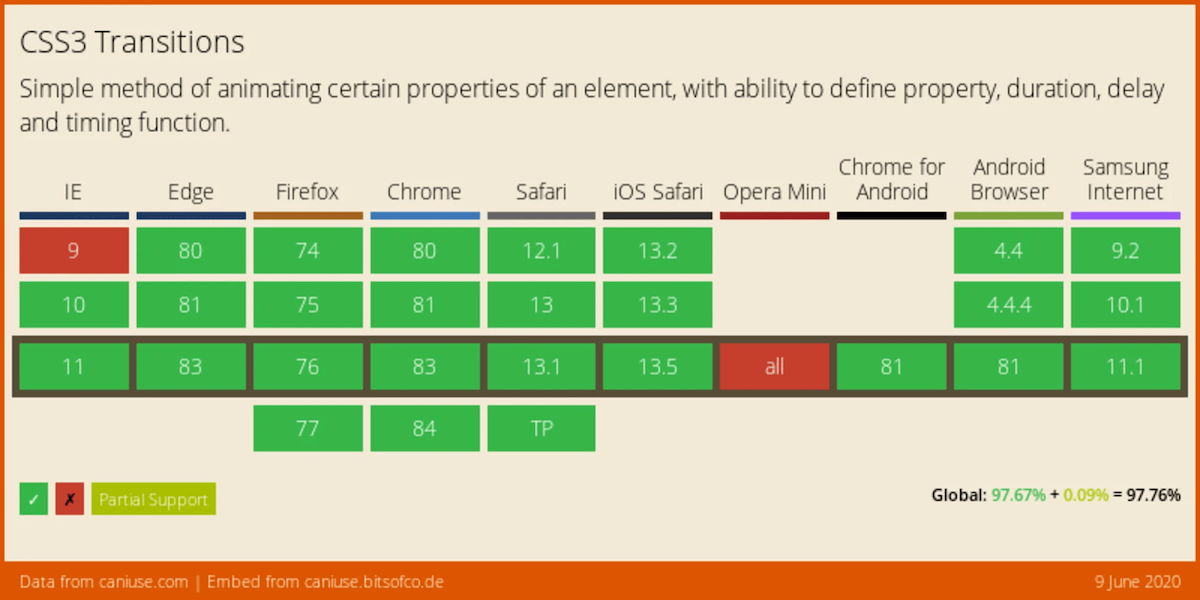 CSS3 Transitions
Simple method of animating certain properties of an element, with ability to define property, duration, delay
and timing function.
IE Edge Firefox Chrome Safari iOS Safari Opera Mini Chrome for Android Android Browser Samsung Internet
9 80 74 80 12.1 13.2 4.4 9.2
10 81 75 81 13 13.3 4.4.4 10.1
11 83 76 83 13.1 13.5 all 81 81 11.1
77 84 TP
✓ ✗ Partial Support
Global: 97.67% + 0.09% = 97.76%
Data from caniuse.com | Embed from caniuse.bitsofco.de
9 June 2020